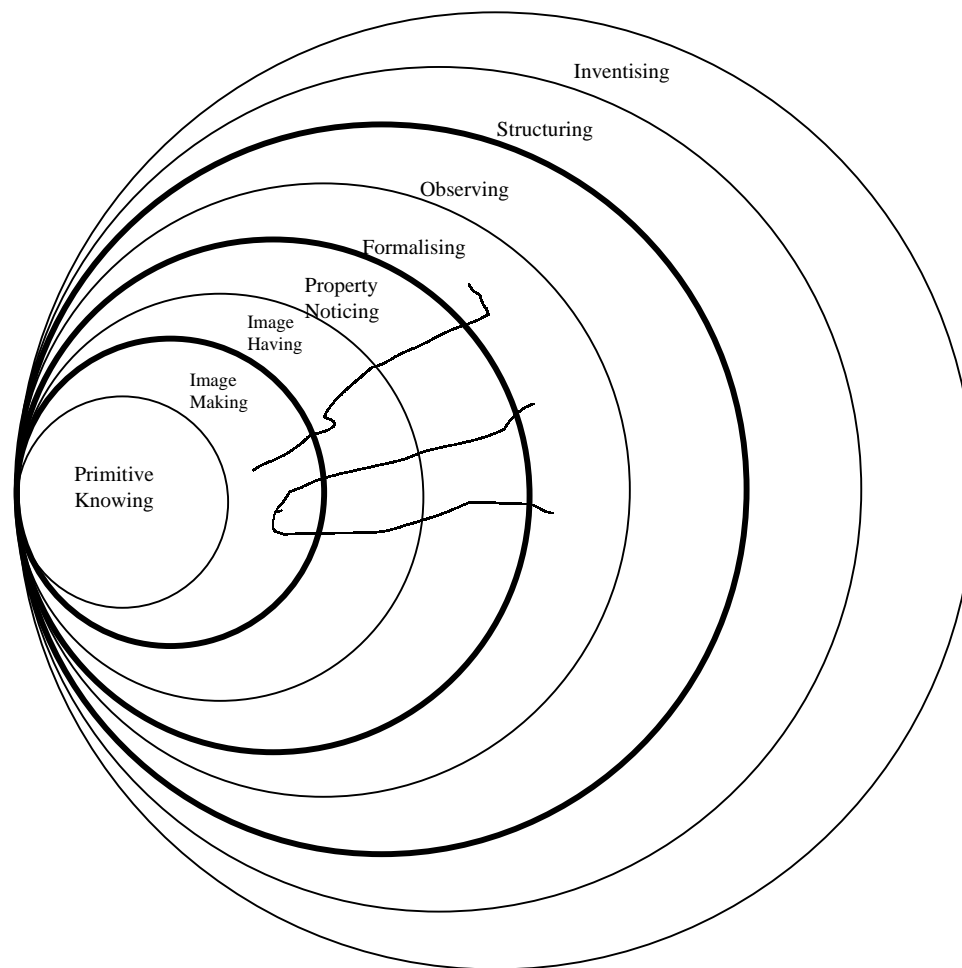 Inventising
Structuring
Observing
Formalising
Property
Noticing
Image
Having
Image
Making
Primitive
Knowing